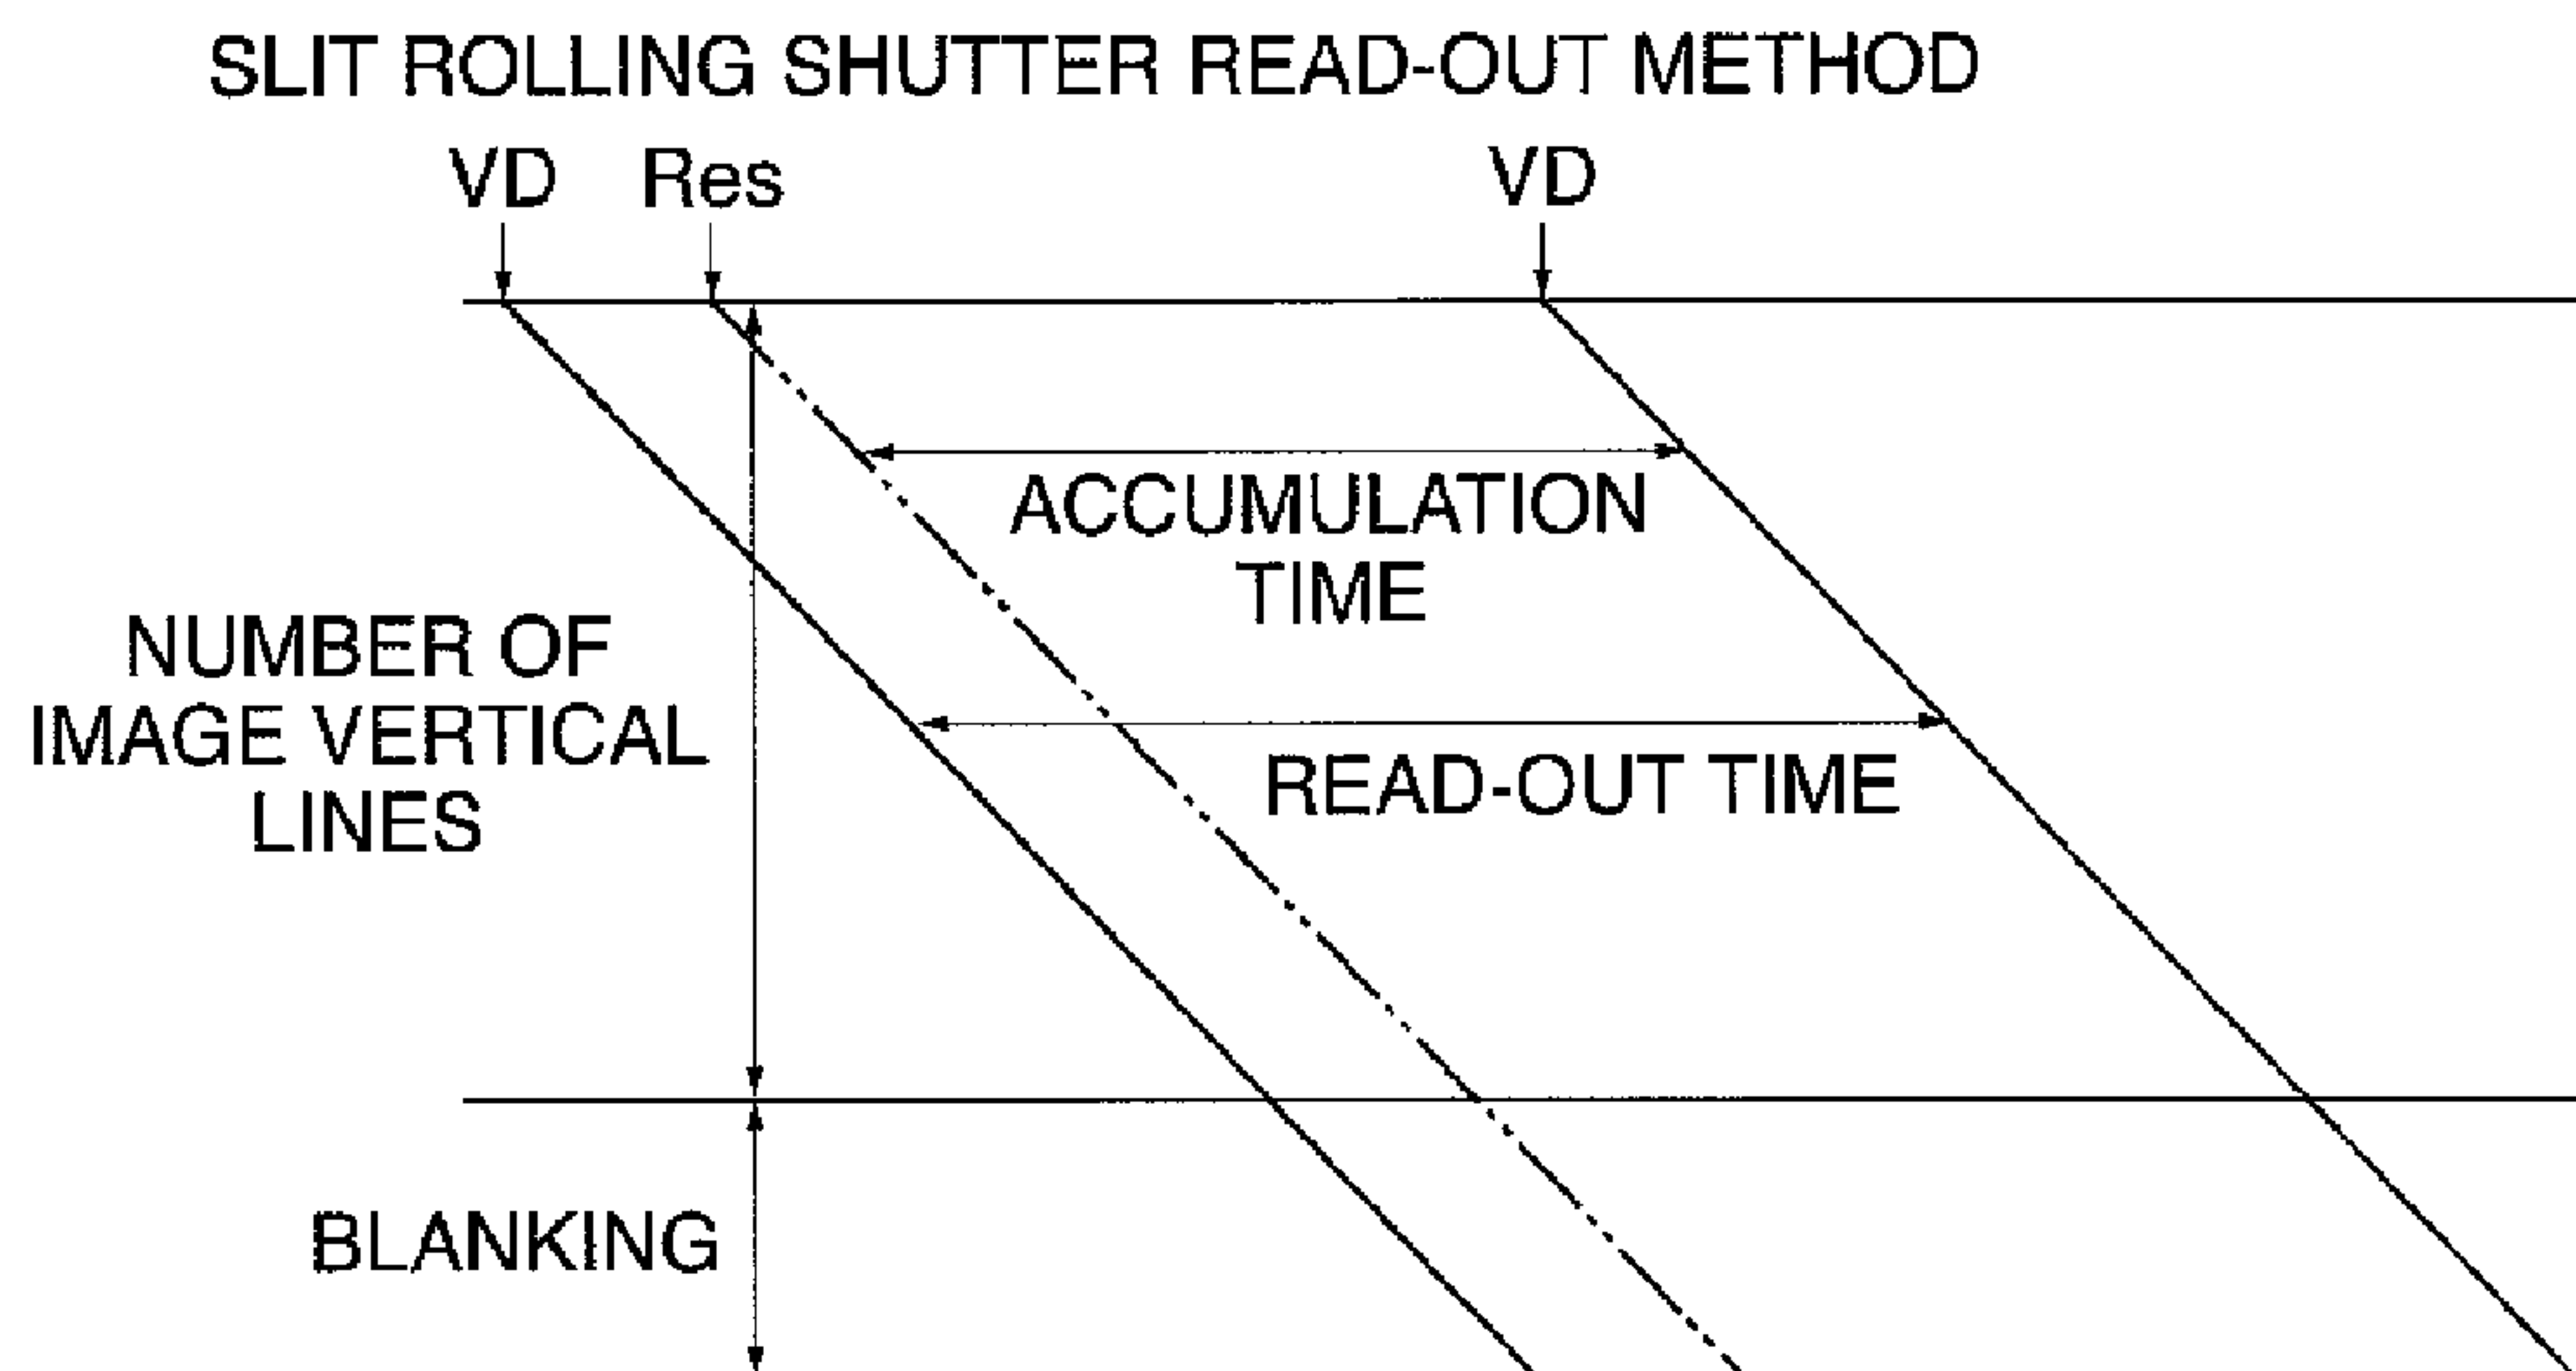 SLIT ROLLING SHUTTER READ-OUT METHOD
VD Res VD
ACCUMULATION
TIME
NUMBER OF
IMAGE VERTICAL
LINES
READ-OUT TIME
BLANKING